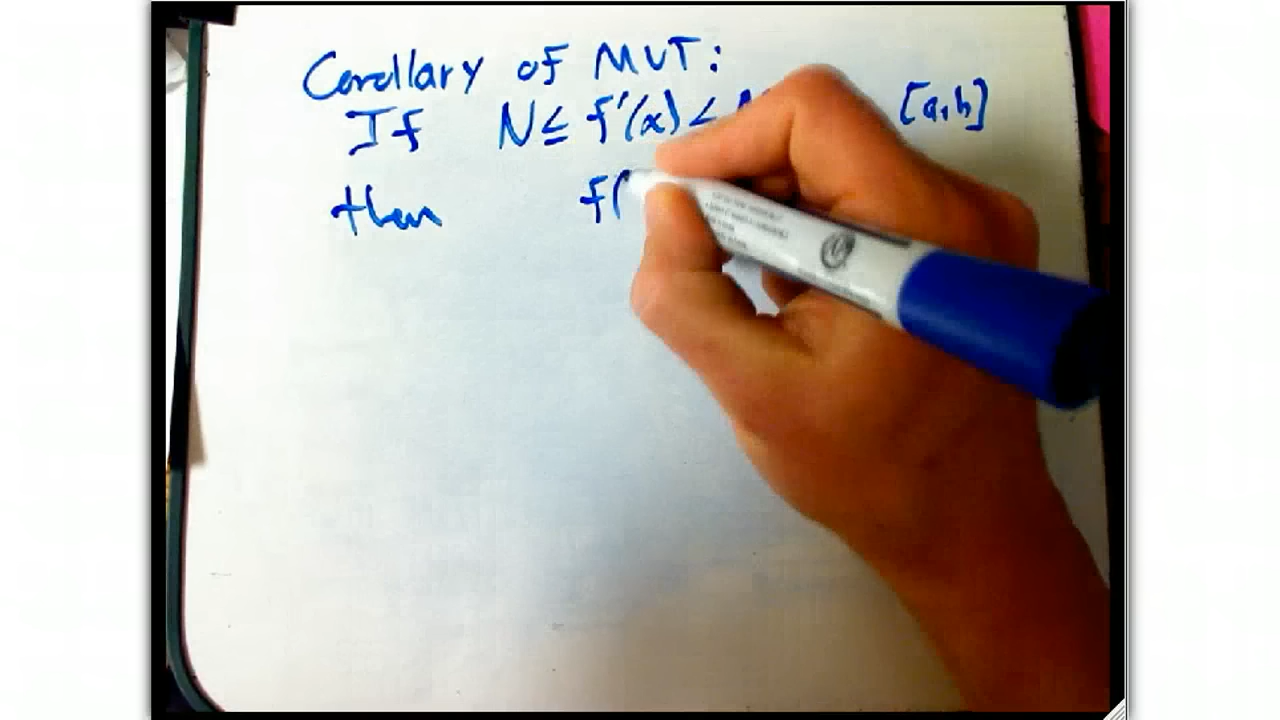 Corollary of MVT:
If N ≤ f'(x) ≤ [a,b]
then f(